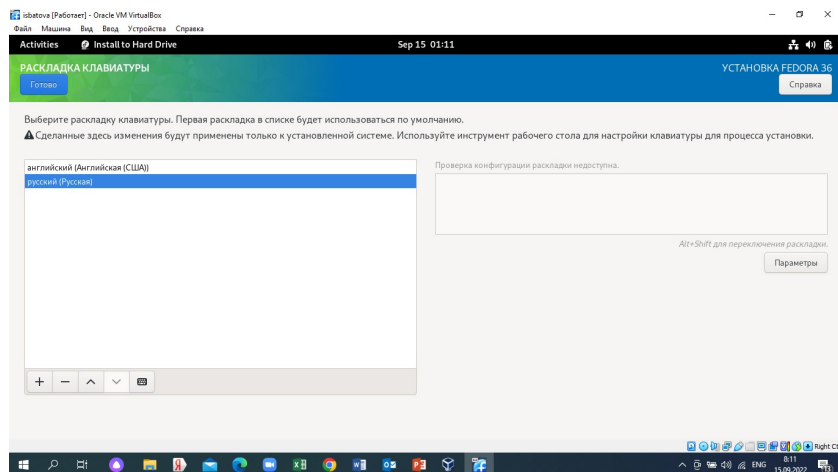 isbatova [Работает] - Oracle VM VirtualBox
Файл Машина Вид Ввод Устройства Справка
Activities Install to Hard Drive Sep 15 01:11
РАСКЛАДКА КЛАВИАТУРЫ УСТАНОВКА FEDORA 36
Готово Справка
Выберите раскладку клавиатуры. Первая раскладка в списке будет использоваться по умолчанию.
Сделанные здесь изменения будут применены только к установленной системе. Используйте инструмент рабочего стола для настройки клавиатуры для процесса установки.
английский (Английская (США))
русский (Русская)
Проверка конфигурации раскладки недоступна.
Alt+Shift для переключения раскладки.
Параметры
Right Ct
ENG
8:11
15.09.2022